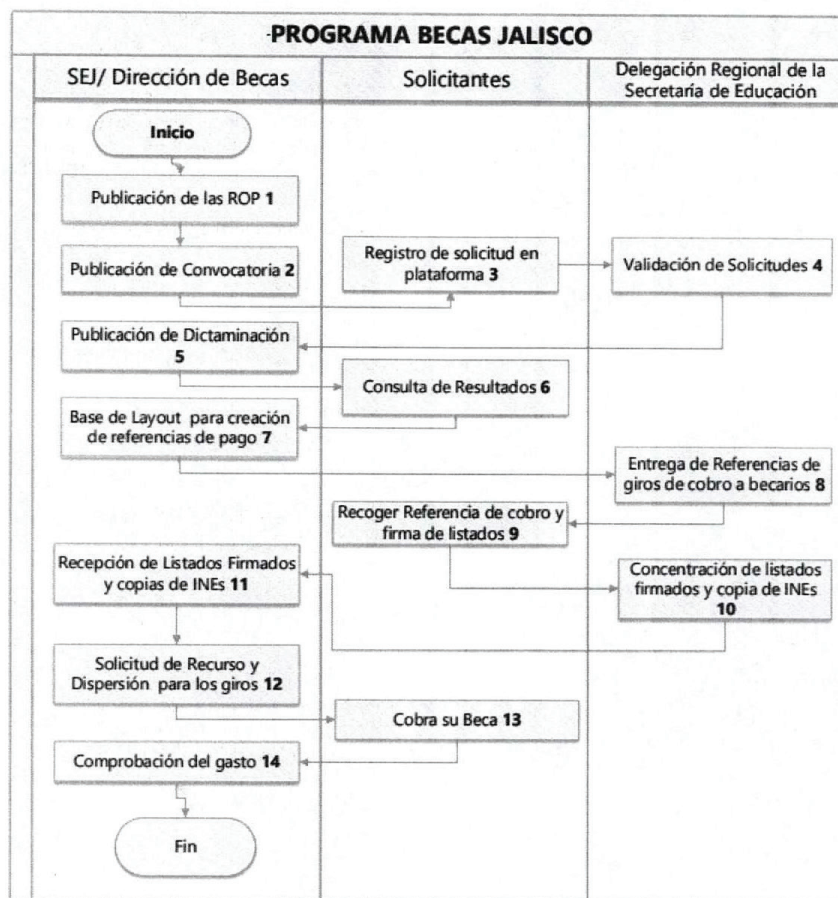 -PROGRAMA BECAS JALISCO
SEJ/ Dirección de Becas
Solicitantes
Delegación Regional de la
Secretaría de Educación
Inicio
Publicación de las ROP 1
Publicación de Convocatoria 2
Registro de solicitud en
plataforma 3
Validación de Solicitudes 4
Publicación de Dictaminación
5
Consulta de Resultados 6
Base de Layout para creación
de referencias de pago 7
Entrega de Referencias de
giros de cobro a becarios 8
Recoger Referencia de cobro y
firma de listados 9
Concentración de listados
firmados y copia de INEs
10
Recepción de Listados Firmados
y copias de INEs 11
Solicitud de Recurso y
Dispersión para los giros 12
Cobra su Beca 13
Comprobación del gasto 14
Fin